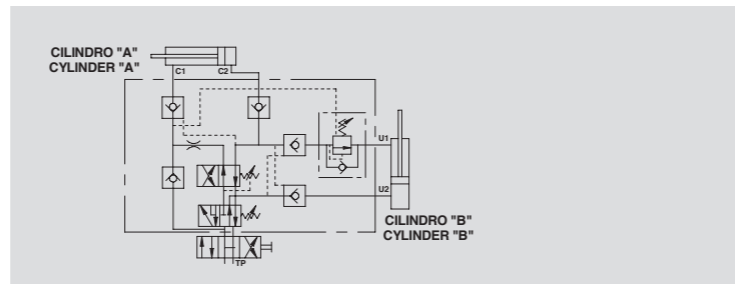 CILINDRO "A"
CYLINDER "A"
C1
C2
U1
U2
CILINDRO "B"
CYLINDER "B"
TP